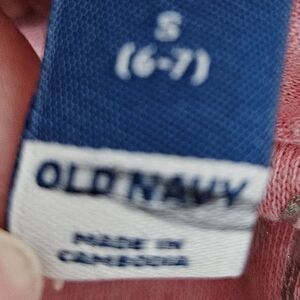 S
(6-7)
OLD NAVY
MADE IN
CAMBODIA